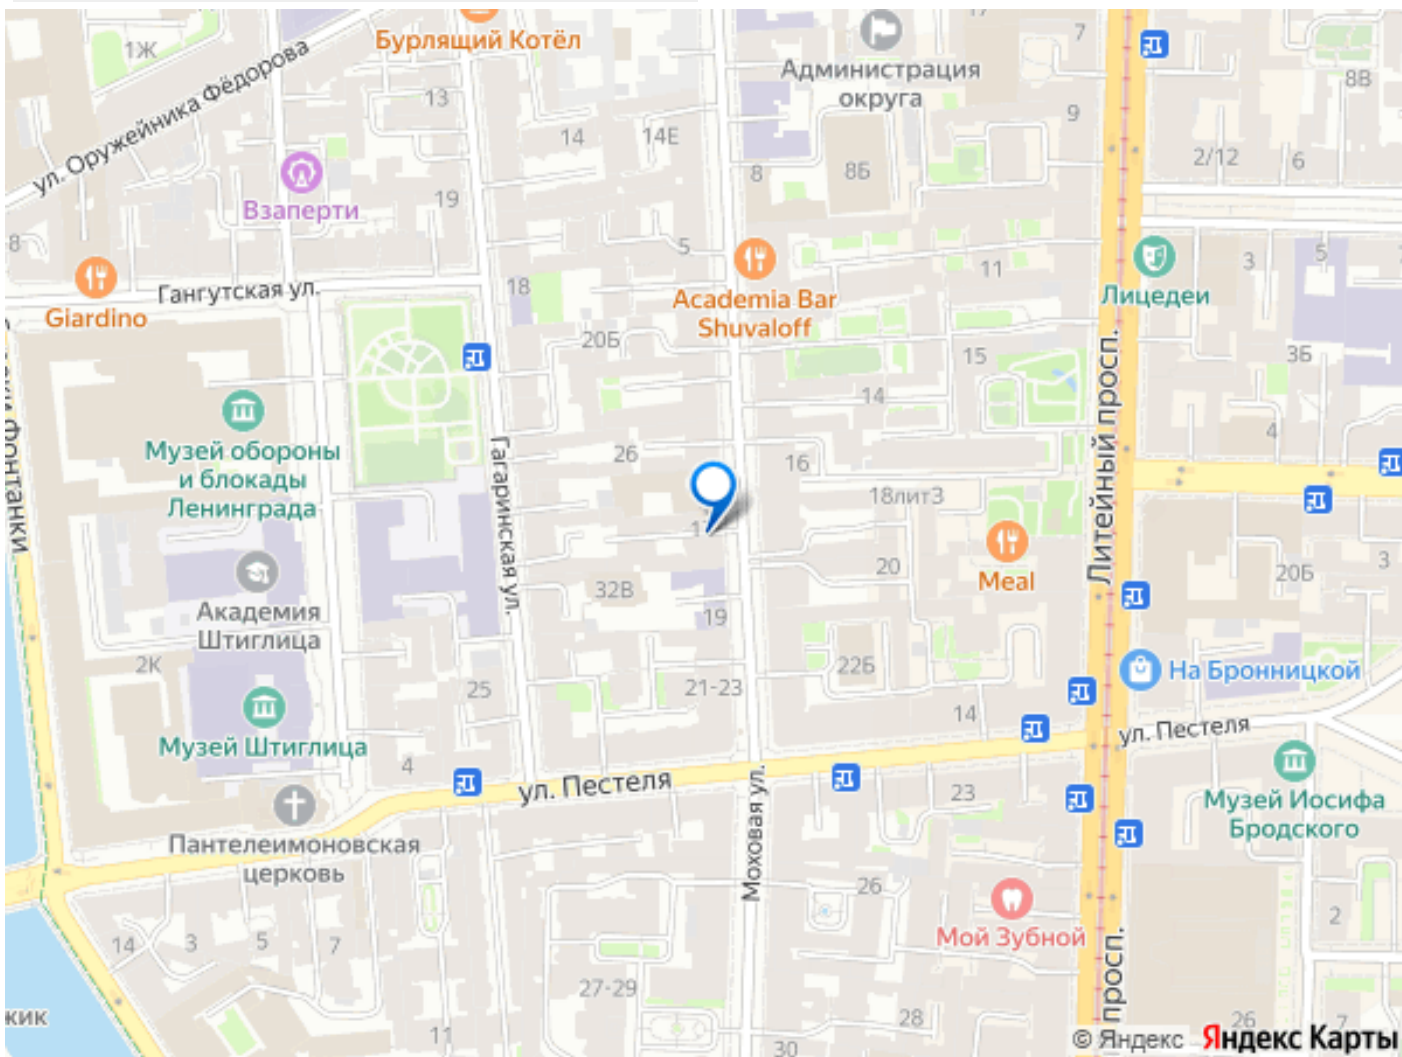 Бурлящий Котёл
1Ж
17
7
Администрация
округа
8В
ул. Оружейника Фёдорова
13
14
14Е
9
8
8Б
2/12
6
Взаперти
19
8
5
Giardino
Гангутская ул.
18
Academia Bar
Shuvaloff
11
Лицедеи
3
5
20Б
15
3Б
14
Музей обороны
и блокады
Ленинграда
26
16
4
Литейный просп.
Гагаринская ул.
18лит3
Meal
20
20Б
3
Академия
Штиглица
32В
19
2К
22Б
На Бронницкой
25
21-23
14
Музей Штиглица
4
ул. Пестеля
ул. Пестеля
Музей Иосифа
Бродского
23
Пантелеимоновская
церковь
Моховая ул.
26
Мой Зубной
2
14
3
5
7
27-29
просп.
11
28
30
26
7
© Яндекс Яндекс Карты